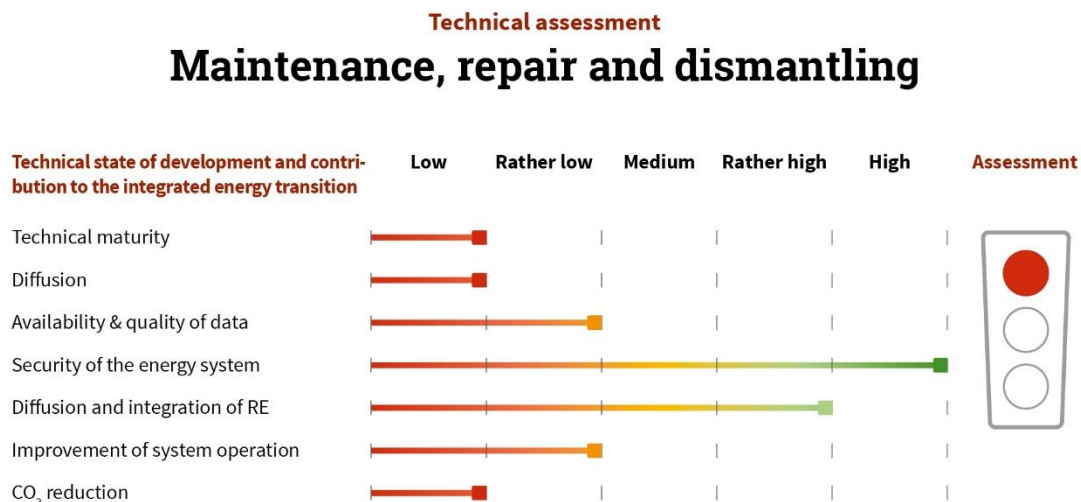 Technical assessment
Maintenance, repair and dismantling
Technical state of development and contri-
bution to the integrated energy transition
Low
Rather low
Medium
Rather high
High
Assessment
Technical maturity
Diffusion
Availability & quality of data
Security of the energy system
Diffusion and integration of RE
Improvement of system operation
CO₂ reduction